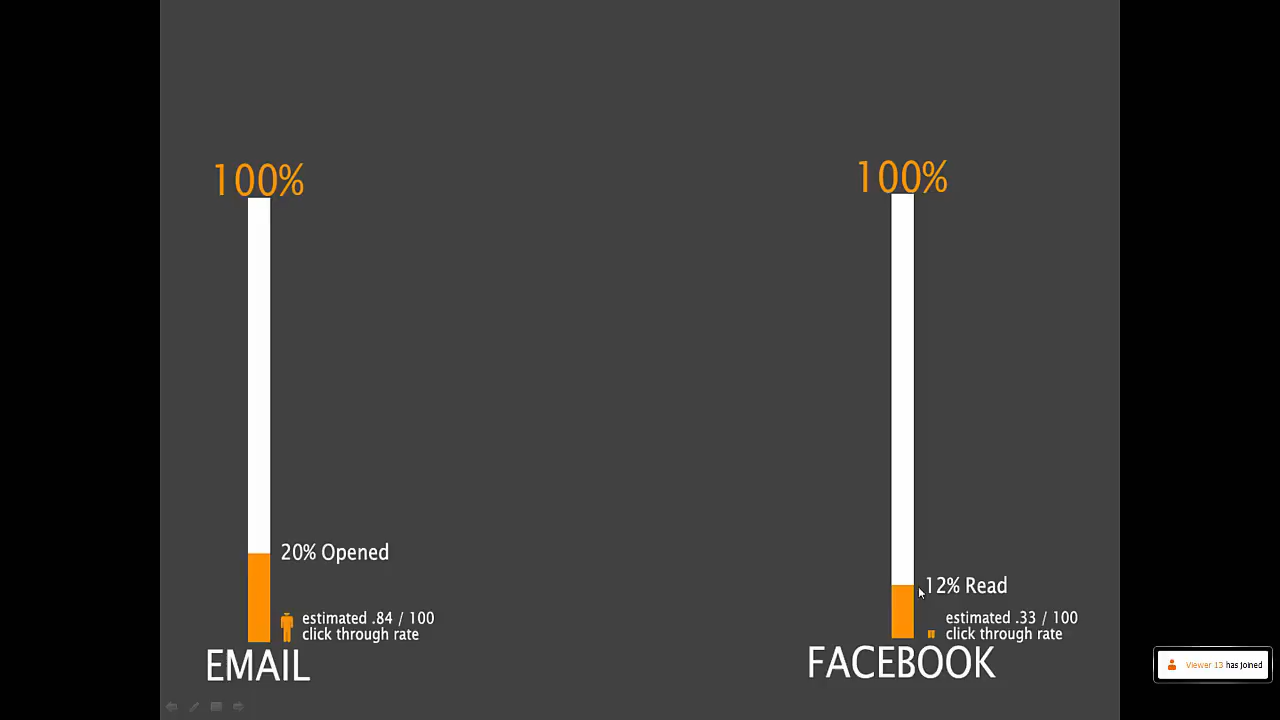 100%
20% Opened
estimated .84 / 100
click through rate
EMAIL
100%
12% Read
estimated .33 / 100
click through rate
FACEBOOK
Viewer 13 has joined